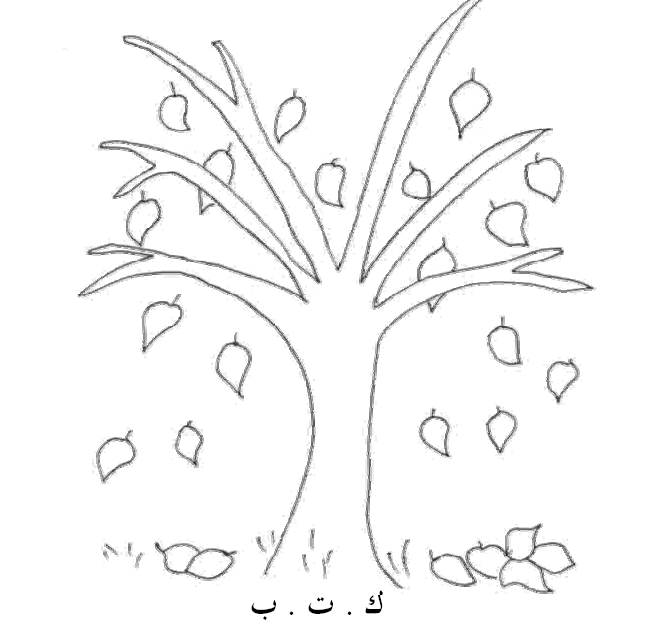 ك . ت . ب